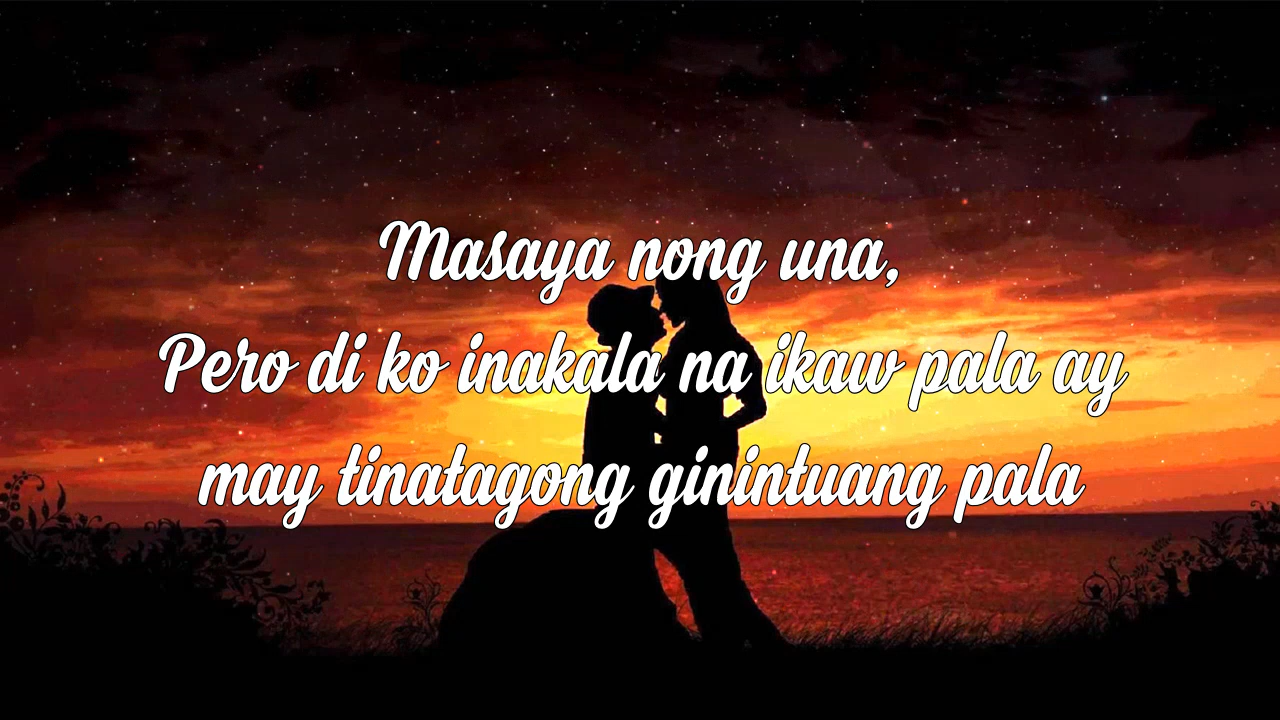 Masaya nong una,
Pero di ko inakala na ikaw pala ay
may tinatagong ginintuang pala